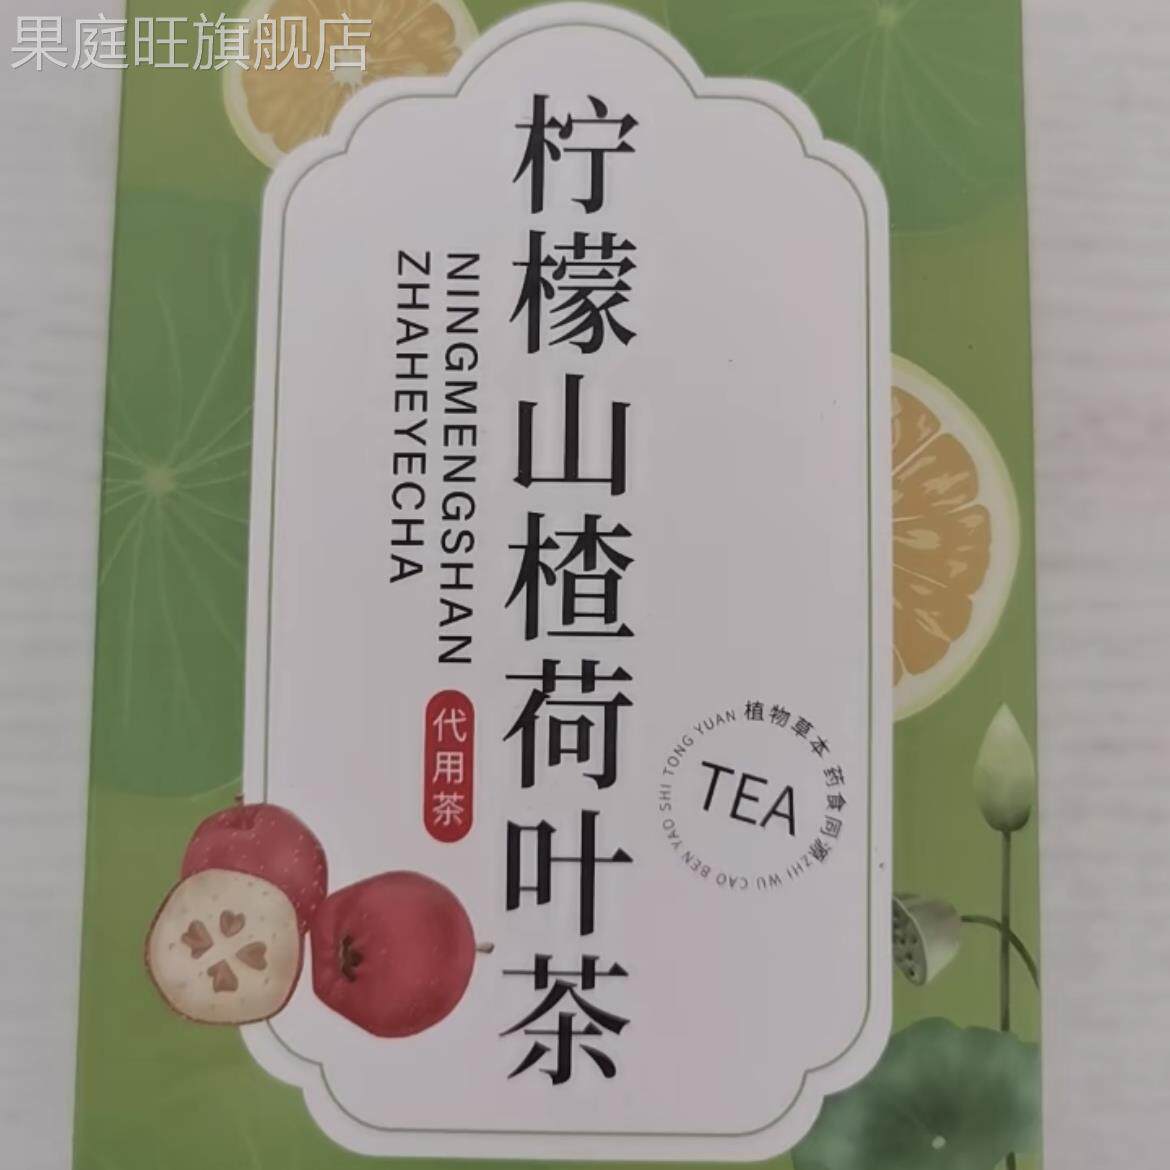 果庭旺旗舰店
柠檬山楂荷叶茶
NINGMENGSHAN
ZHAHEYECHA
代用茶
植物草本 药食同源
ZHI WU CAO BEN YAO SHI TONG YUAN
TEA